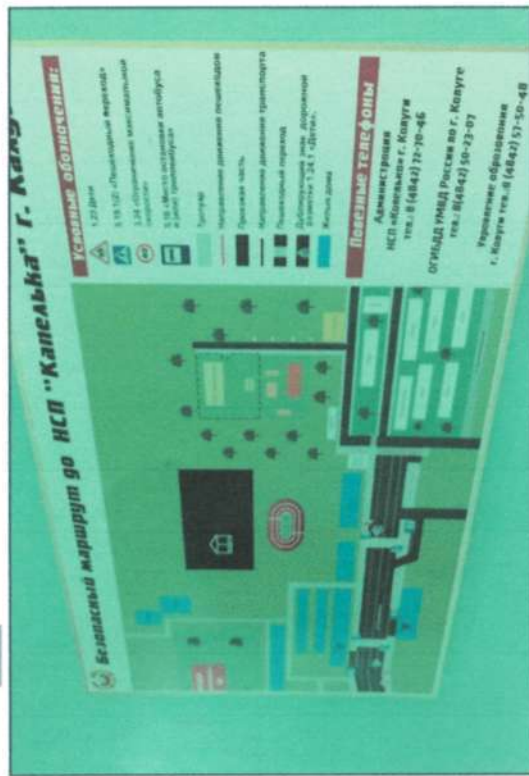 Безопасный маршрут до НСП "Капелька" г. Калу
Условные обозначения:
1.23 Дети
5.19.1(2) «Пешеходный переход»
3.24 «Ограничение максимальной
скорости»
5.16 «Место остановки автобуса
и (или) троллейбуса»
Тротуар
Направление движения пешеходов
Проезжая часть
Направление движения транспорта
Пешеходный переход
Дублирующий знак дорожной
разметки 1.24.1 «Дети».
Жилые дома
Полезные телефоны
Администрация
НСП «Капелька» г. Калуги
тел.: 8 (4842) 72-70-46
ОГИБДД УМВД России по г. Калуге
тел.: 8(4842) 50-23-07
Управление образования
г. Калуги тел.:8 (4842) 57-50-48